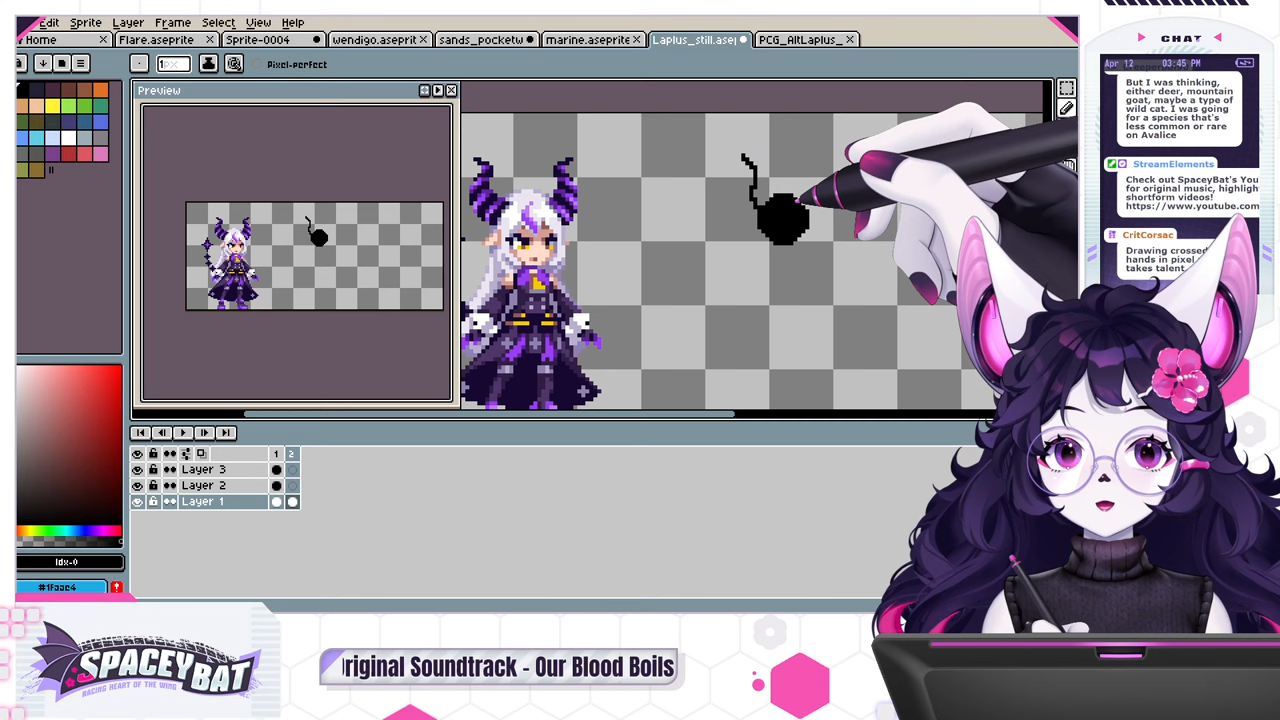 Edit Sprite Layer Frame Select View Help
Home Flare.aseprite Sprite-0004 wendigo.aseprit sands_pocketw marine.aseprite Laplus_still.asep PCG_AltLaplus_
1px Pixel-perfect
Preview
1 2
Layer 3
Layer 2
Layer 1
Idx-0
#1faae4
CHAT
Apr 12 03:45 PM
But I was thinking,
either deer, mountain
goat, maybe a type of
wild cat. I was going
for a species that's
less common or rare
on Avalice
StreamElements
Check out SpaceyBat's You
for original music, highligh
shortform videos!
https://www.youtube.com
CritCorsac
Drawing crossed
hands in pixel
takes talent
SPACEYBAT
RACING HEART OF THE WING
riginal Soundtrack - Our Blood Boils